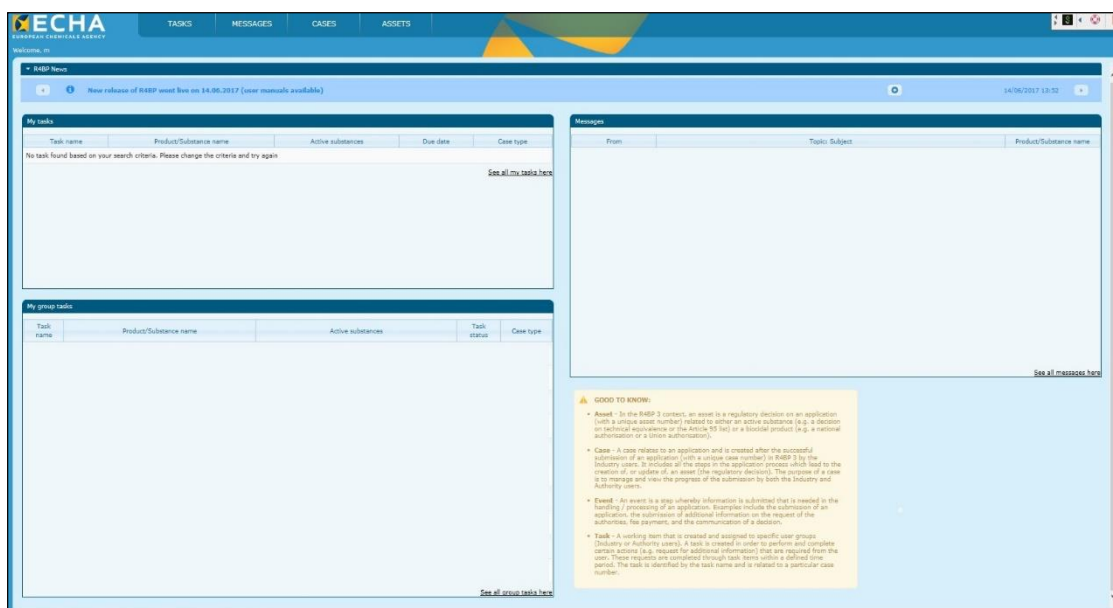 ECHA
EUROPEAN CHEMICALS AGENCY
TASKS MESSAGES CASES ASSETS
Welcome, m
R4BP News
New release of R4BP went live on 14.06.2017 (user manuals available) 14/06/2017 13:52
My tasks
Task name Product/Substance name Active substances Due date Case type
No task found based on your search criteria. Please change the criteria and try again
See all my tasks here
My group tasks
Task name Product/Substance name Active substances Task status Case type
See all group tasks here
Messages
From Topic: Subject Product/Substance name
See all messages here
GOOD TO KNOW:
• Asset - In the R4BP 3 context, an asset is a regulatory decision on an application
(with a unique asset number) related to either an active substance (e.g. a decision
on technical equivalence or the Article 95 list) or a biocidal product (e.g. a national
authorisation or a Union authorisation).
• Case - A case relates to an application and is created after the successful
submission of an application (with a unique case number) in R4BP 3 by the
Industry users. It includes all the steps in the application process which lead to the
creation of, or update of, an asset (the regulatory decision). The purpose of a case
is to manage and view the progress of the submission by both the Industry and
Authority users.
• Event - An event is a step whereby information is submitted that is needed in the
handling / processing of an application. Examples include the submission of an
application, the submission of additional information on the request of the
authorities, fee payment, and the communication of a decision.
• Task - A working item that is created and assigned to specific user groups
(Industry or Authority users). A task is created in order to perform and complete
certain actions (e.g. request for additional information) that are required from the
user. These requests are completed through task items within a defined time
period. The task is identified by the task name and is related to a particular case
number.